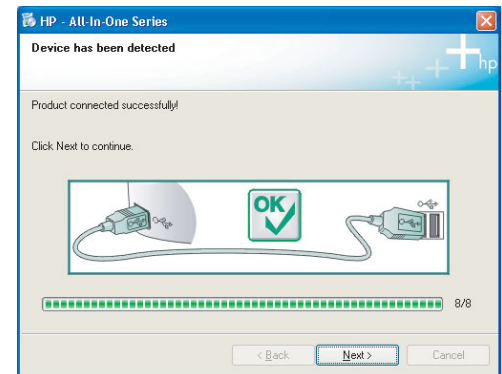 HP - All-In-One Series
Device has been detected
hp
Product connected successfully!
Click Next to continue.
OK
8/8
< Back
Next >
Cancel